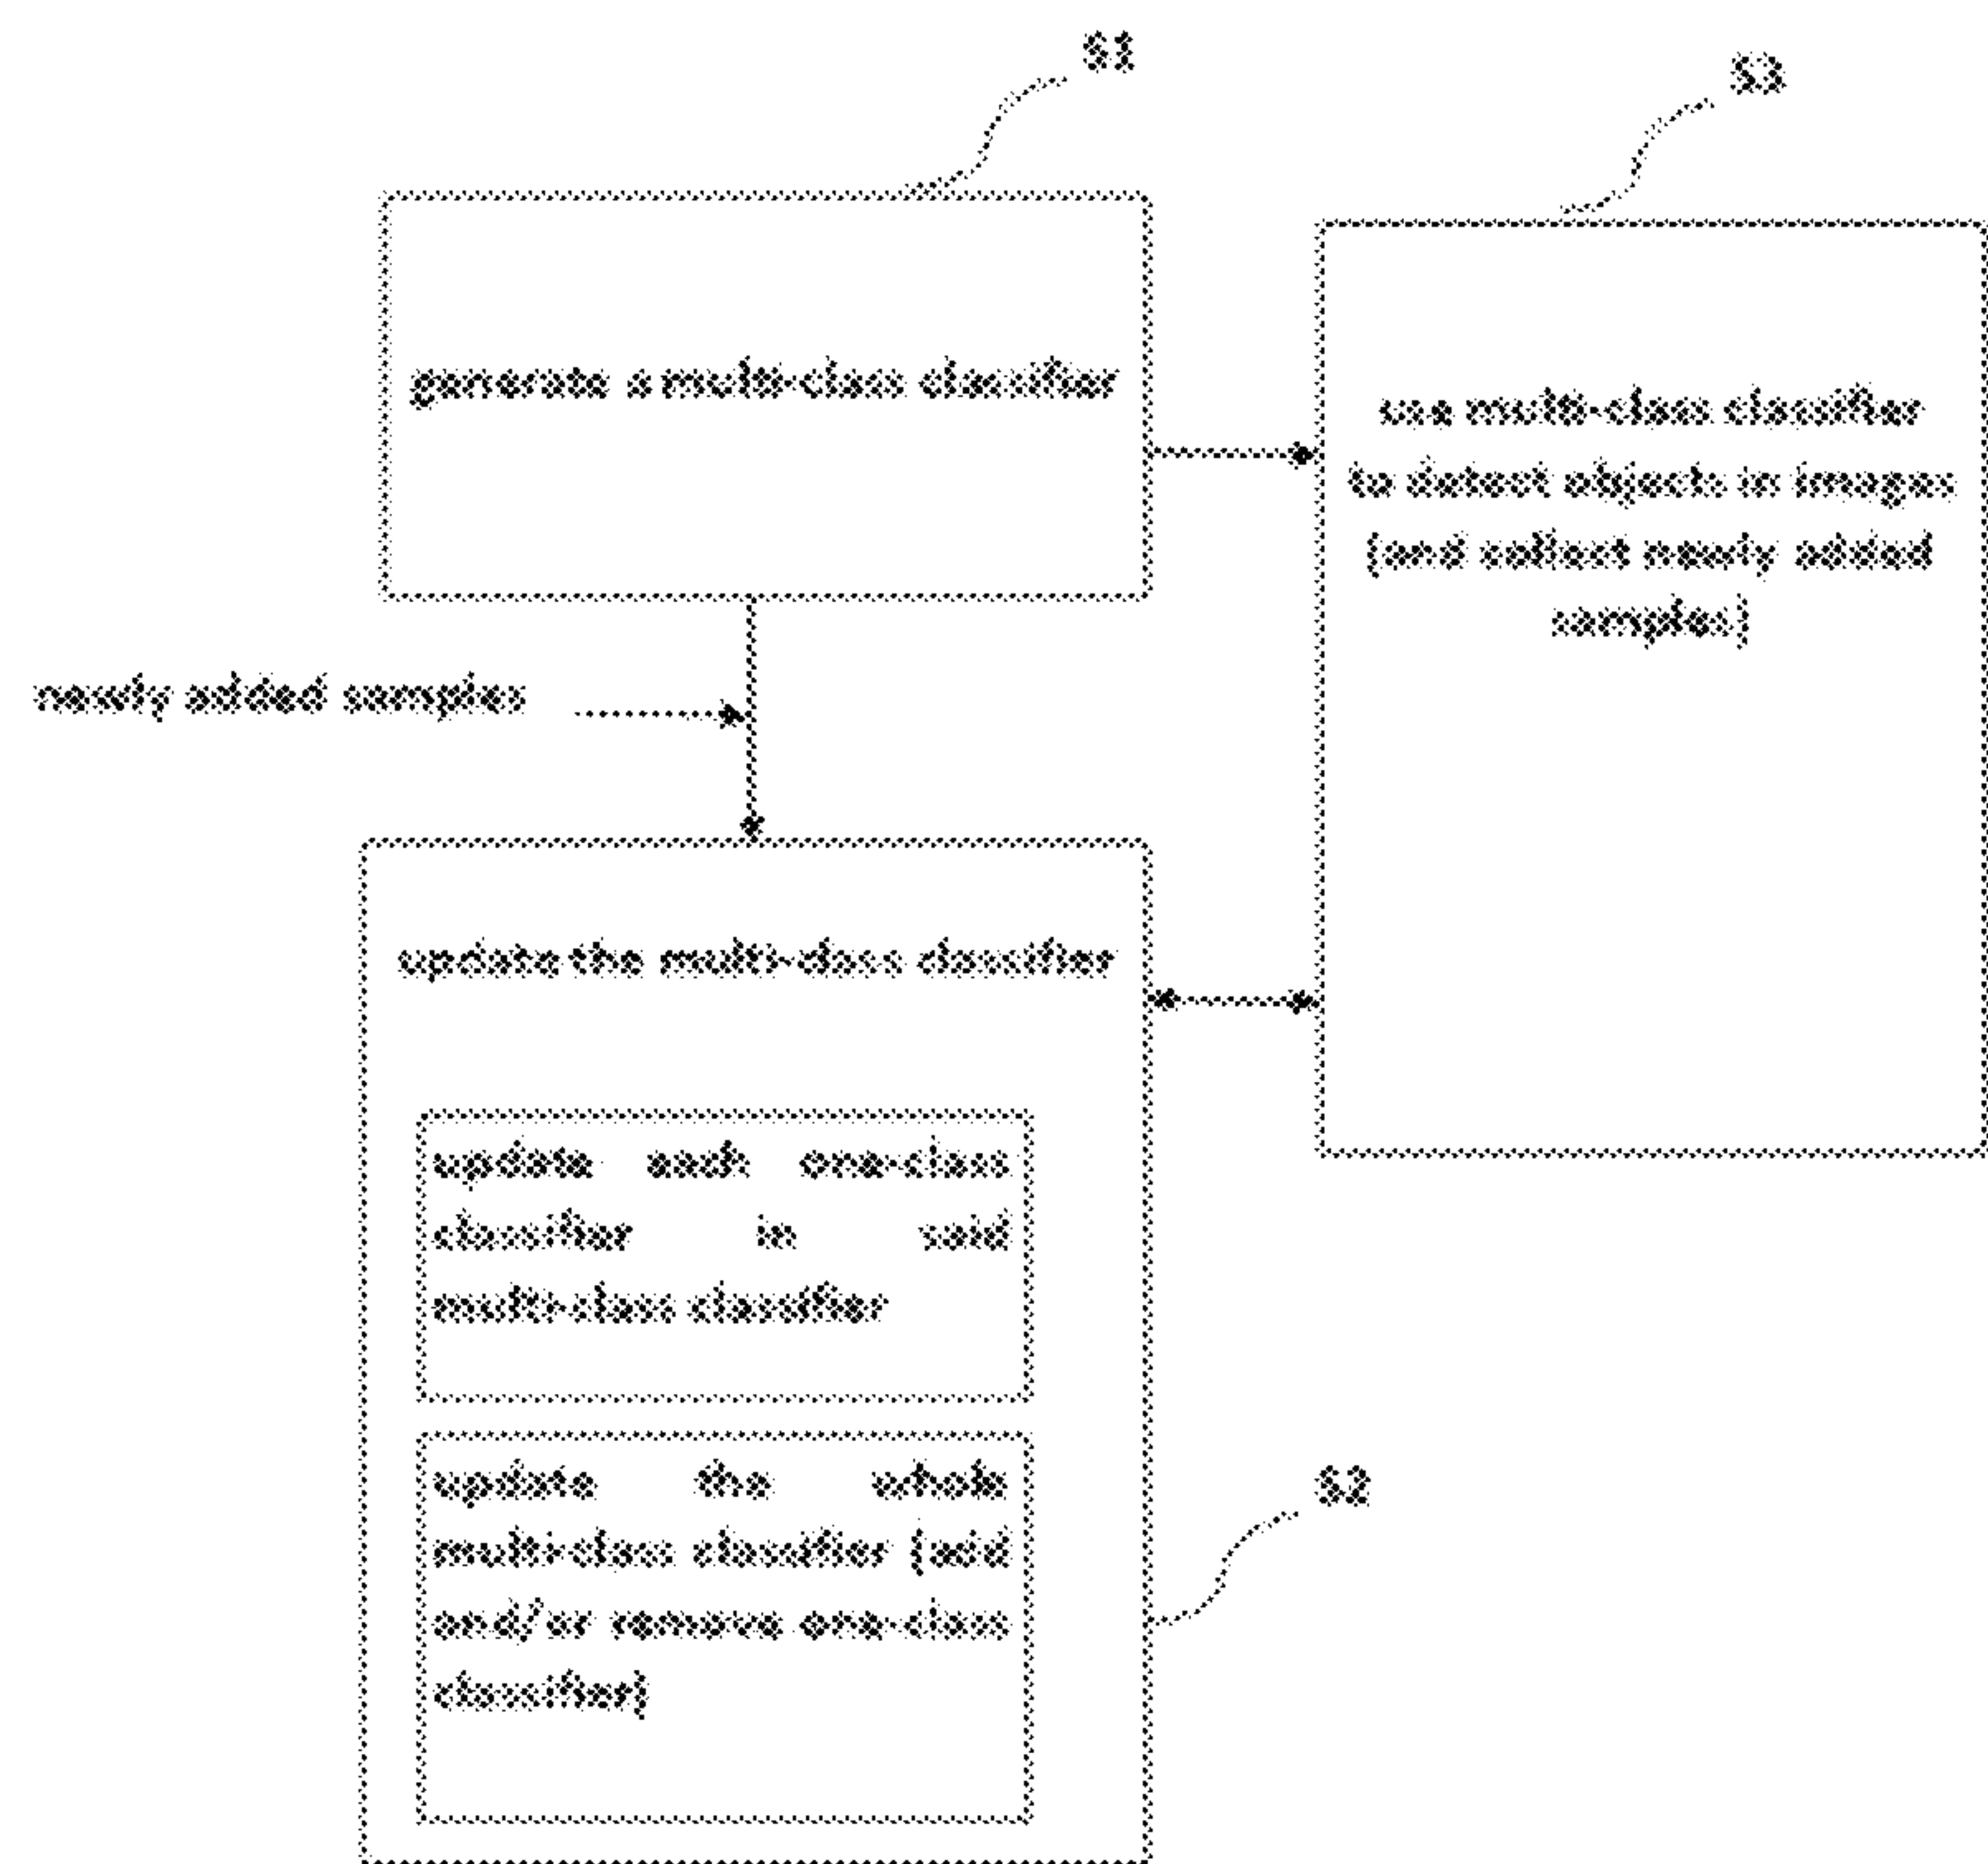 S1
S3
generate a multi-class classifier
use multi-class classifier
to detect objects in images
(and collect newly added
samples)
newly added samples
update the multi-class classifier
update each one-class
classifier in said
multi-class classifier
update the whole
multi-class classifier (add
and/or remove one-class
classifier)
S2